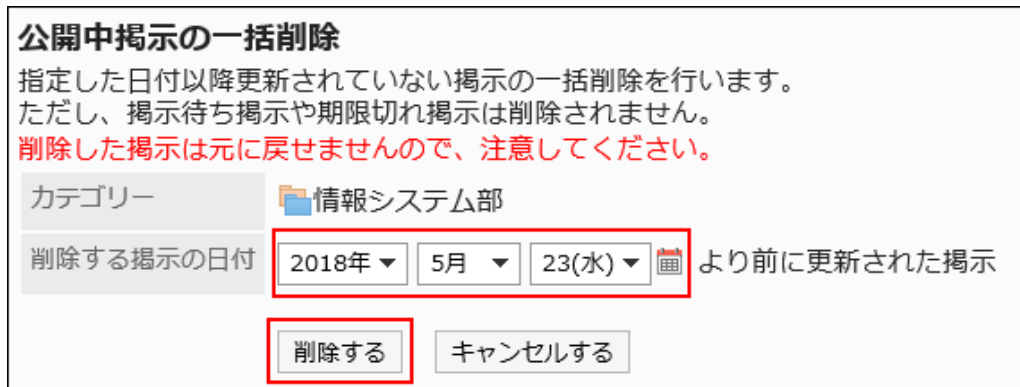 公開中掲示の一括削除
指定した日付以降更新されていない掲示の一括削除を行います。
ただし、掲示待ち掲示や期限切れ掲示は削除されません。
削除した掲示は元に戻せませんので、注意してください。
カテゴリー 情報システム部
削除する掲示の日付 2018年 5月 23(水) より前に更新された掲示
削除する キャンセルする